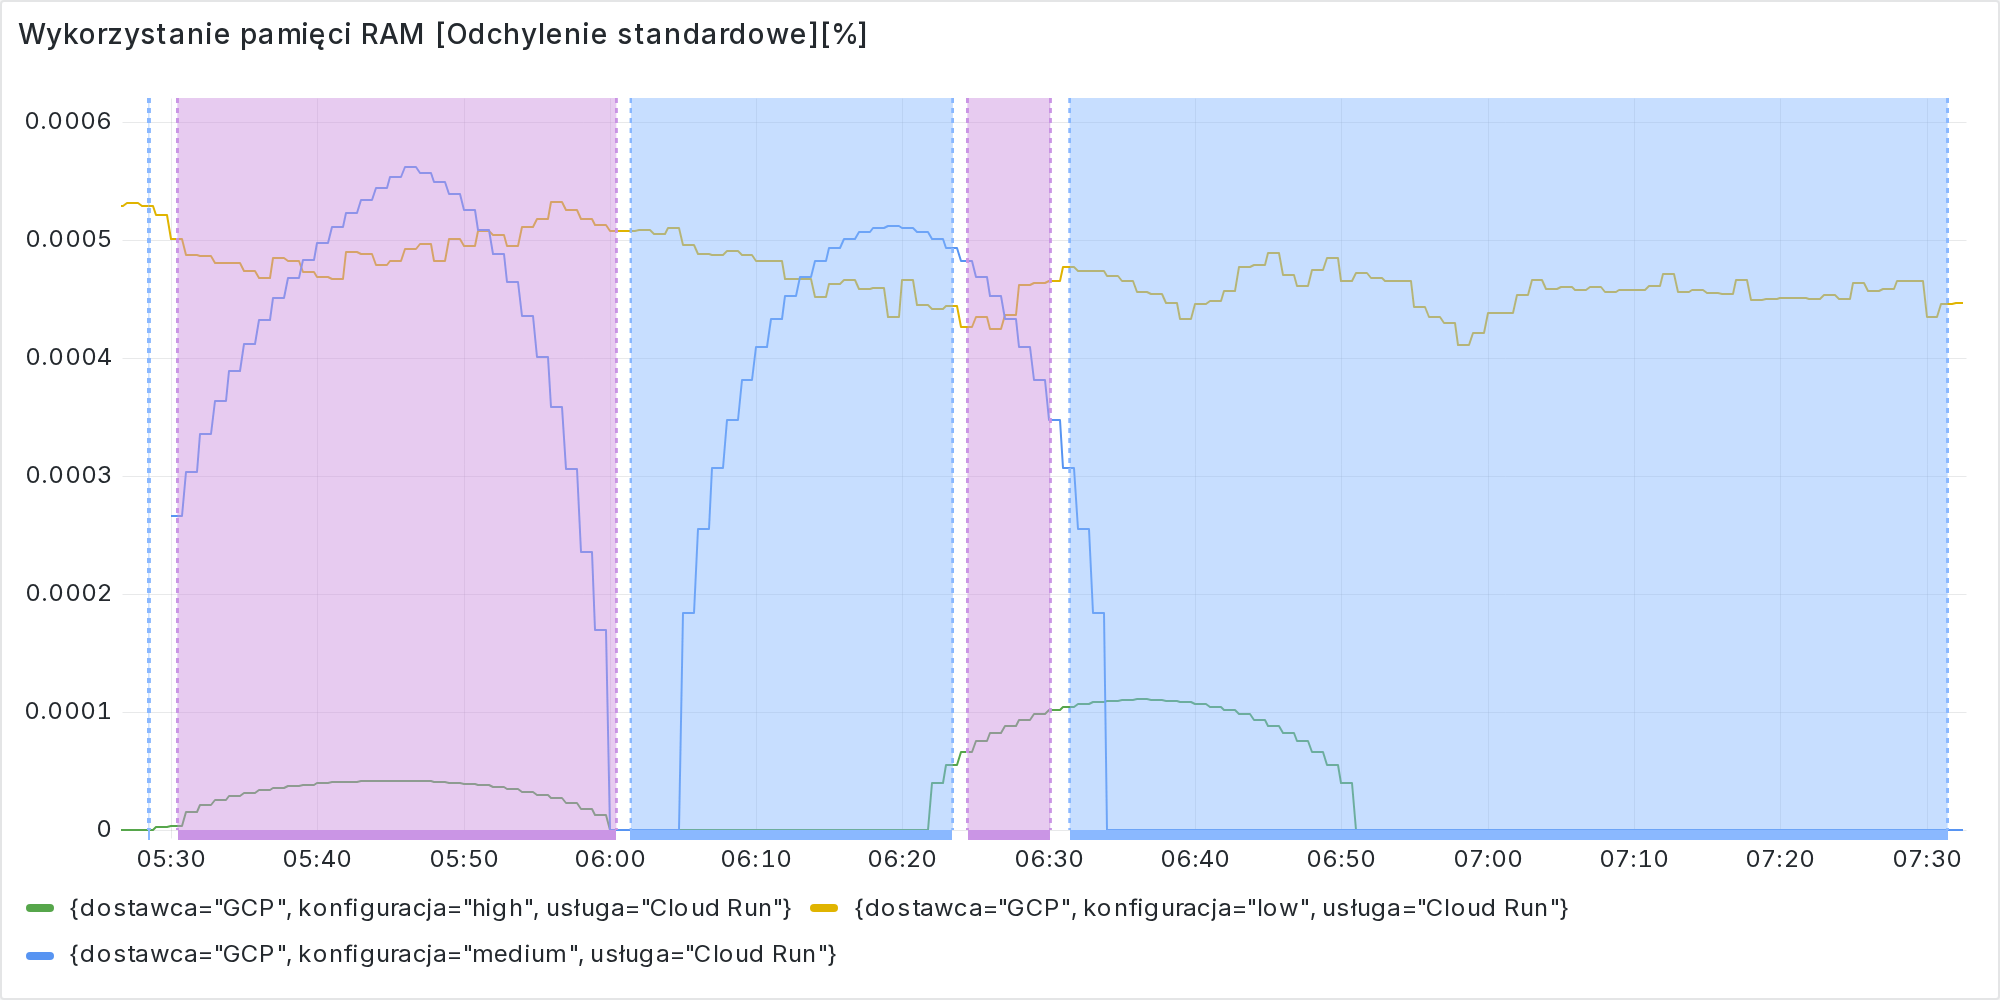 Wykorzystanie pamięci RAM [Odchylenie standardowe][%]
0.0006
0.0005
0.0004
0.0003
0.0002
0.0001
0
05:30 05:40 05:50 06:00 06:10 06:20 06:30 06:40 06:50 07:00 07:10 07:20 07:30
{dostawca="GCP", konfiguracja="high", usługa="Cloud Run"} {dostawca="GCP", konfiguracja="low", usługa="Cloud Run"}
{dostawca="GCP", konfiguracja="medium", usługa="Cloud Run"}